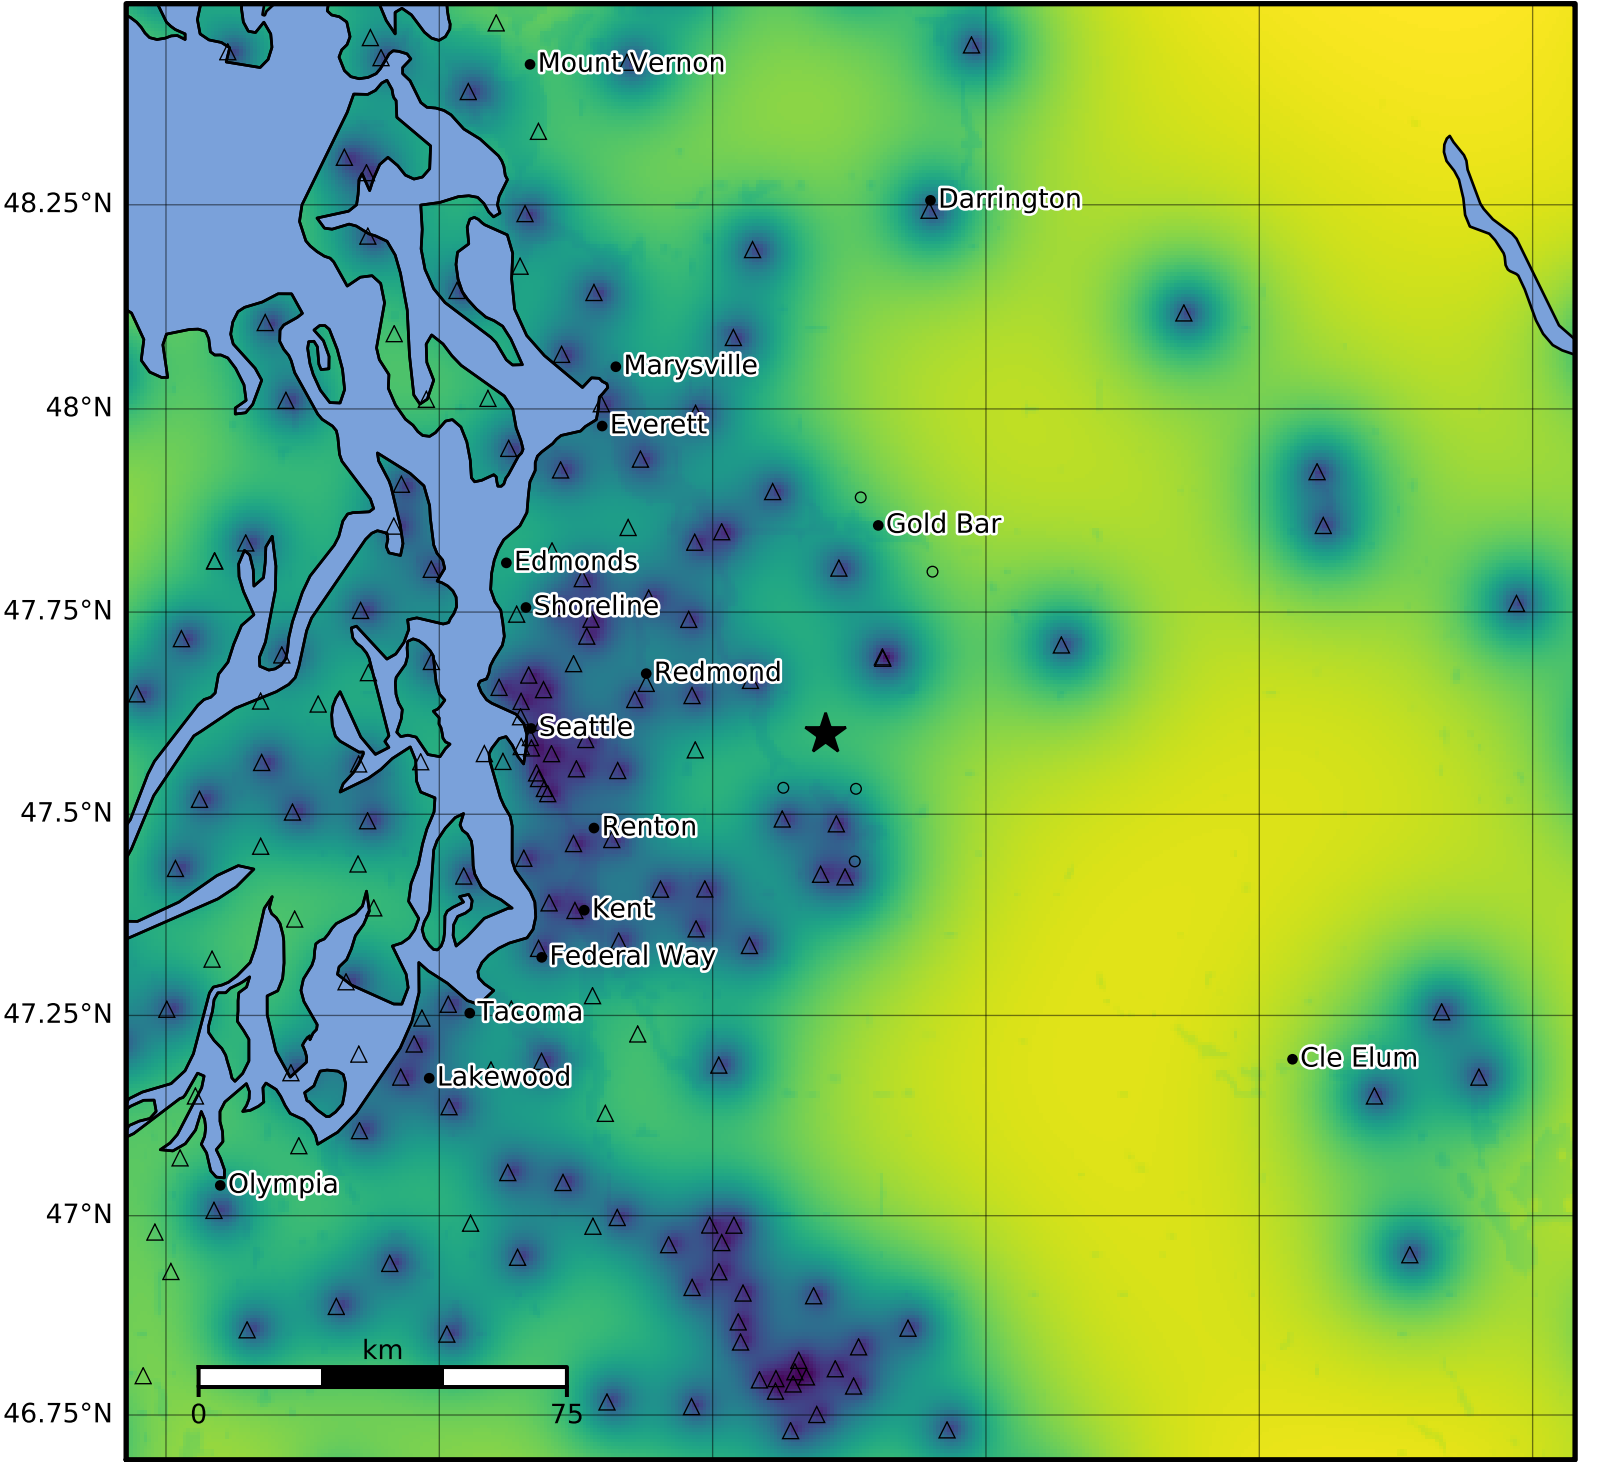 Mount Vernon
Darrington
48.25°N
Marysville
48°N
Everett
Gold Bar
Edmonds
Shoreline
47.75°N
Redmond
Seattle
47.5°N
Renton
Kent
Federal Way
Tacoma
47.25°N
Cle Elum
Lakewood
Olympia
47°N
km
0 75
46.75°N